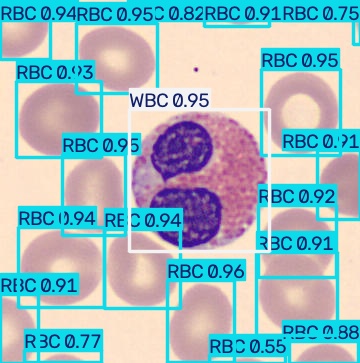 RBC 0.94
RBC 0.95
C 0.82
RBC 0.91
RBC 0.75
RBC 0.93
RBC 0.95
WBC 0.95
RBC 0.95
RBC 0.91
RBC 0.92
RBC 0.94
RBC 0.94
RBC 0.91
RBC 0.91
RBC 0.96
RBC 0.77
RBC 0.55
RBC 0.88